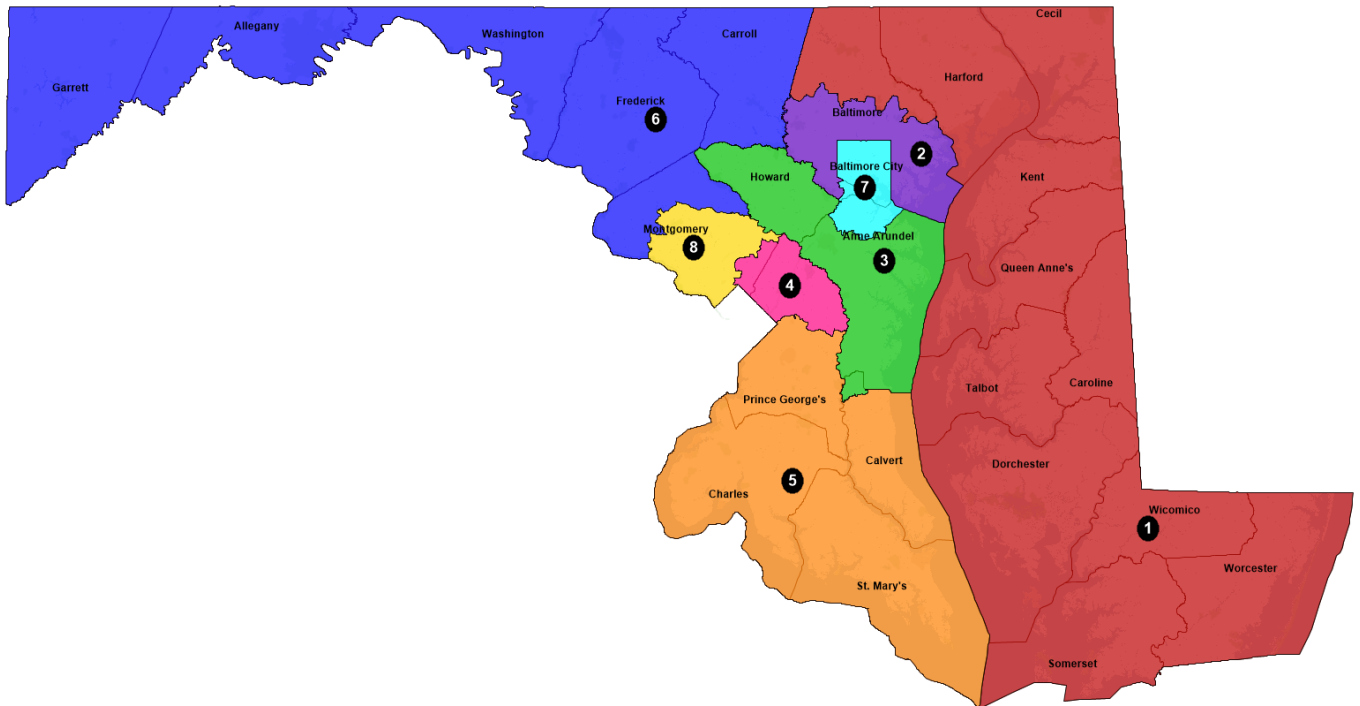 Cecil
Allegany
Washington
Carroll
Harford
Garrett
Frederick
6
Baltimore
2
Baltimore City
7
Howard
Kent
Montgomery
8
Anne Arundel
3
Queen Anne's
4
Talbot
Caroline
Prince George's
Calvert
Dorchester
5
Charles
Wicomico
1
Worcester
St. Mary's
Somerset